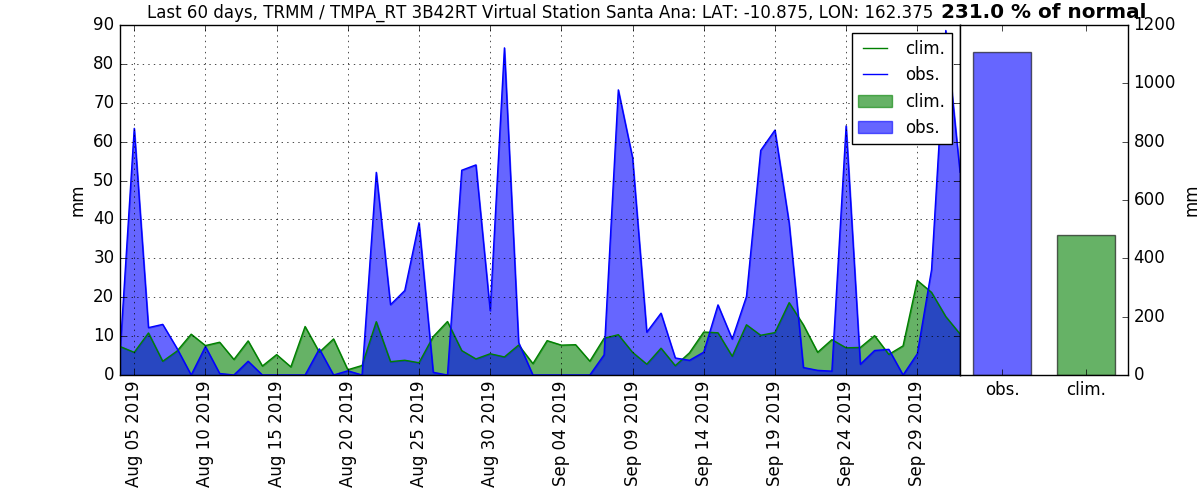 Last 60 days, TRMM / TMPA_RT 3B42RT Virtual Station Santa Ana: LAT: -10.875, LON: 162.375 231.0 % of normal
90
80
70
60
50
40
30
20
10
0
mm
clim.
obs.
clim.
obs.
Aug 05 2019
Aug 10 2019
Aug 15 2019
Aug 20 2019
Aug 25 2019
Aug 30 2019
Sep 04 2019
Sep 09 2019
Sep 14 2019
Sep 19 2019
Sep 24 2019
Sep 29 2019
1200
1000
800
600
400
200
0
mm
obs. clim.